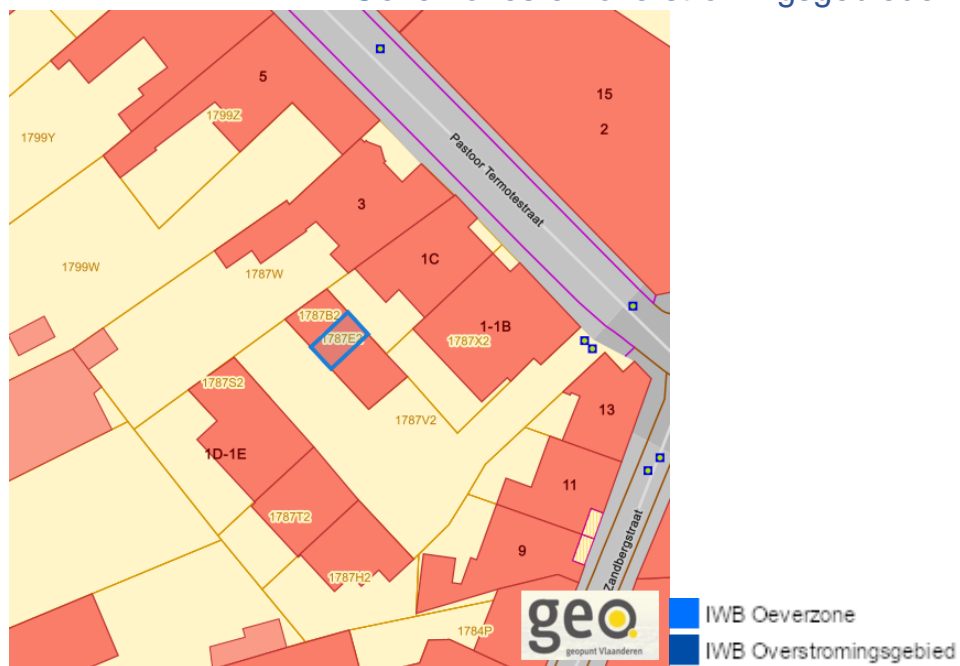 5
15
2
1799Z
1799Y
Pastoor Termotestraat
3
1C
1799W
1787W
1787B2
1787E2
1-1B
1787X2
1787S2
13
1787V2
1D-1E
11
1787T2
9
Zandbergstraat
1787H2
1784P
geo.
geopunt Vlaanderen
IWB Oeverzone
IWB Overstromingsgebied